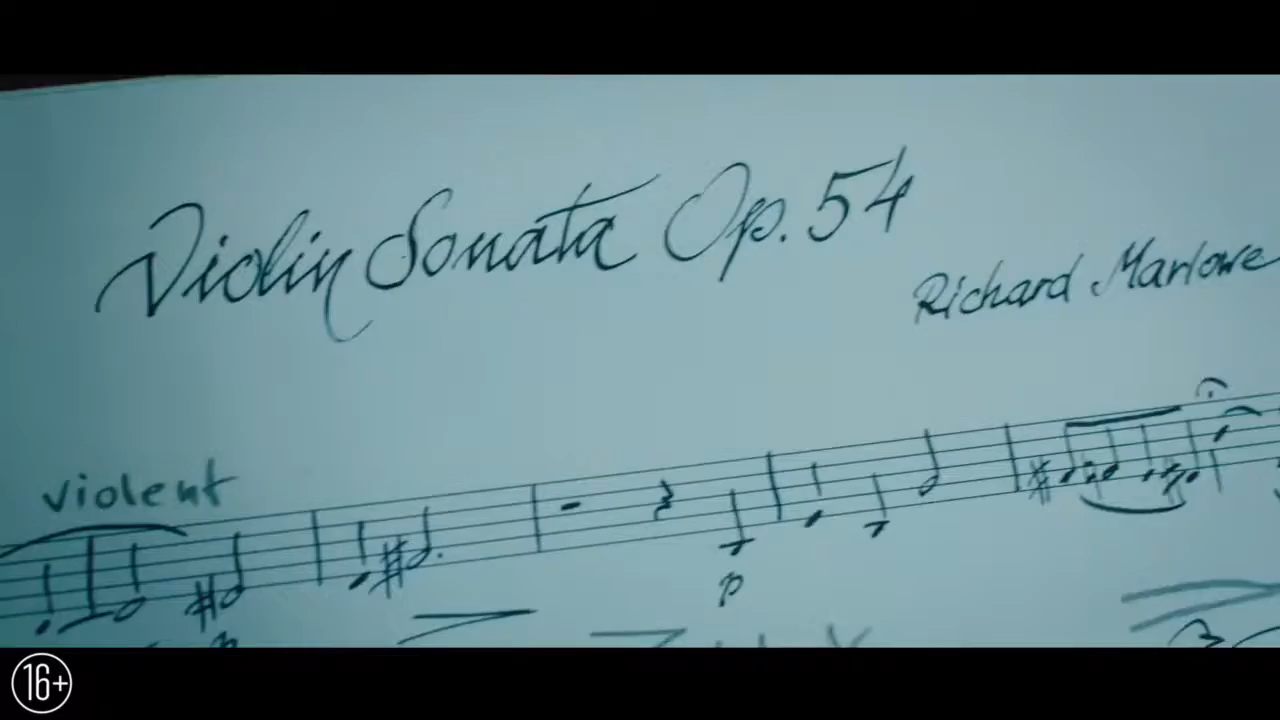 Violin Sonata Op. 54
Richard Marlowe
violent
p
16+